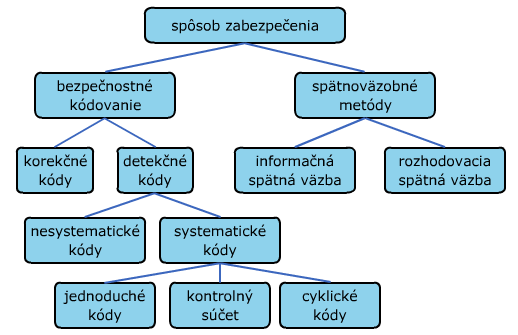 spôsob zabezpečenia
bezpečnostné
kódovanie
spätnoväzobné
metódy
korekčné
kódy
detekčné
kódy
informačná
spätná väzba
rozhodovacia
spätná väzba
nesystematické
kódy
systematické
kódy
jednoduché
kódy
kontrolný
súčet
cyklické
kódy